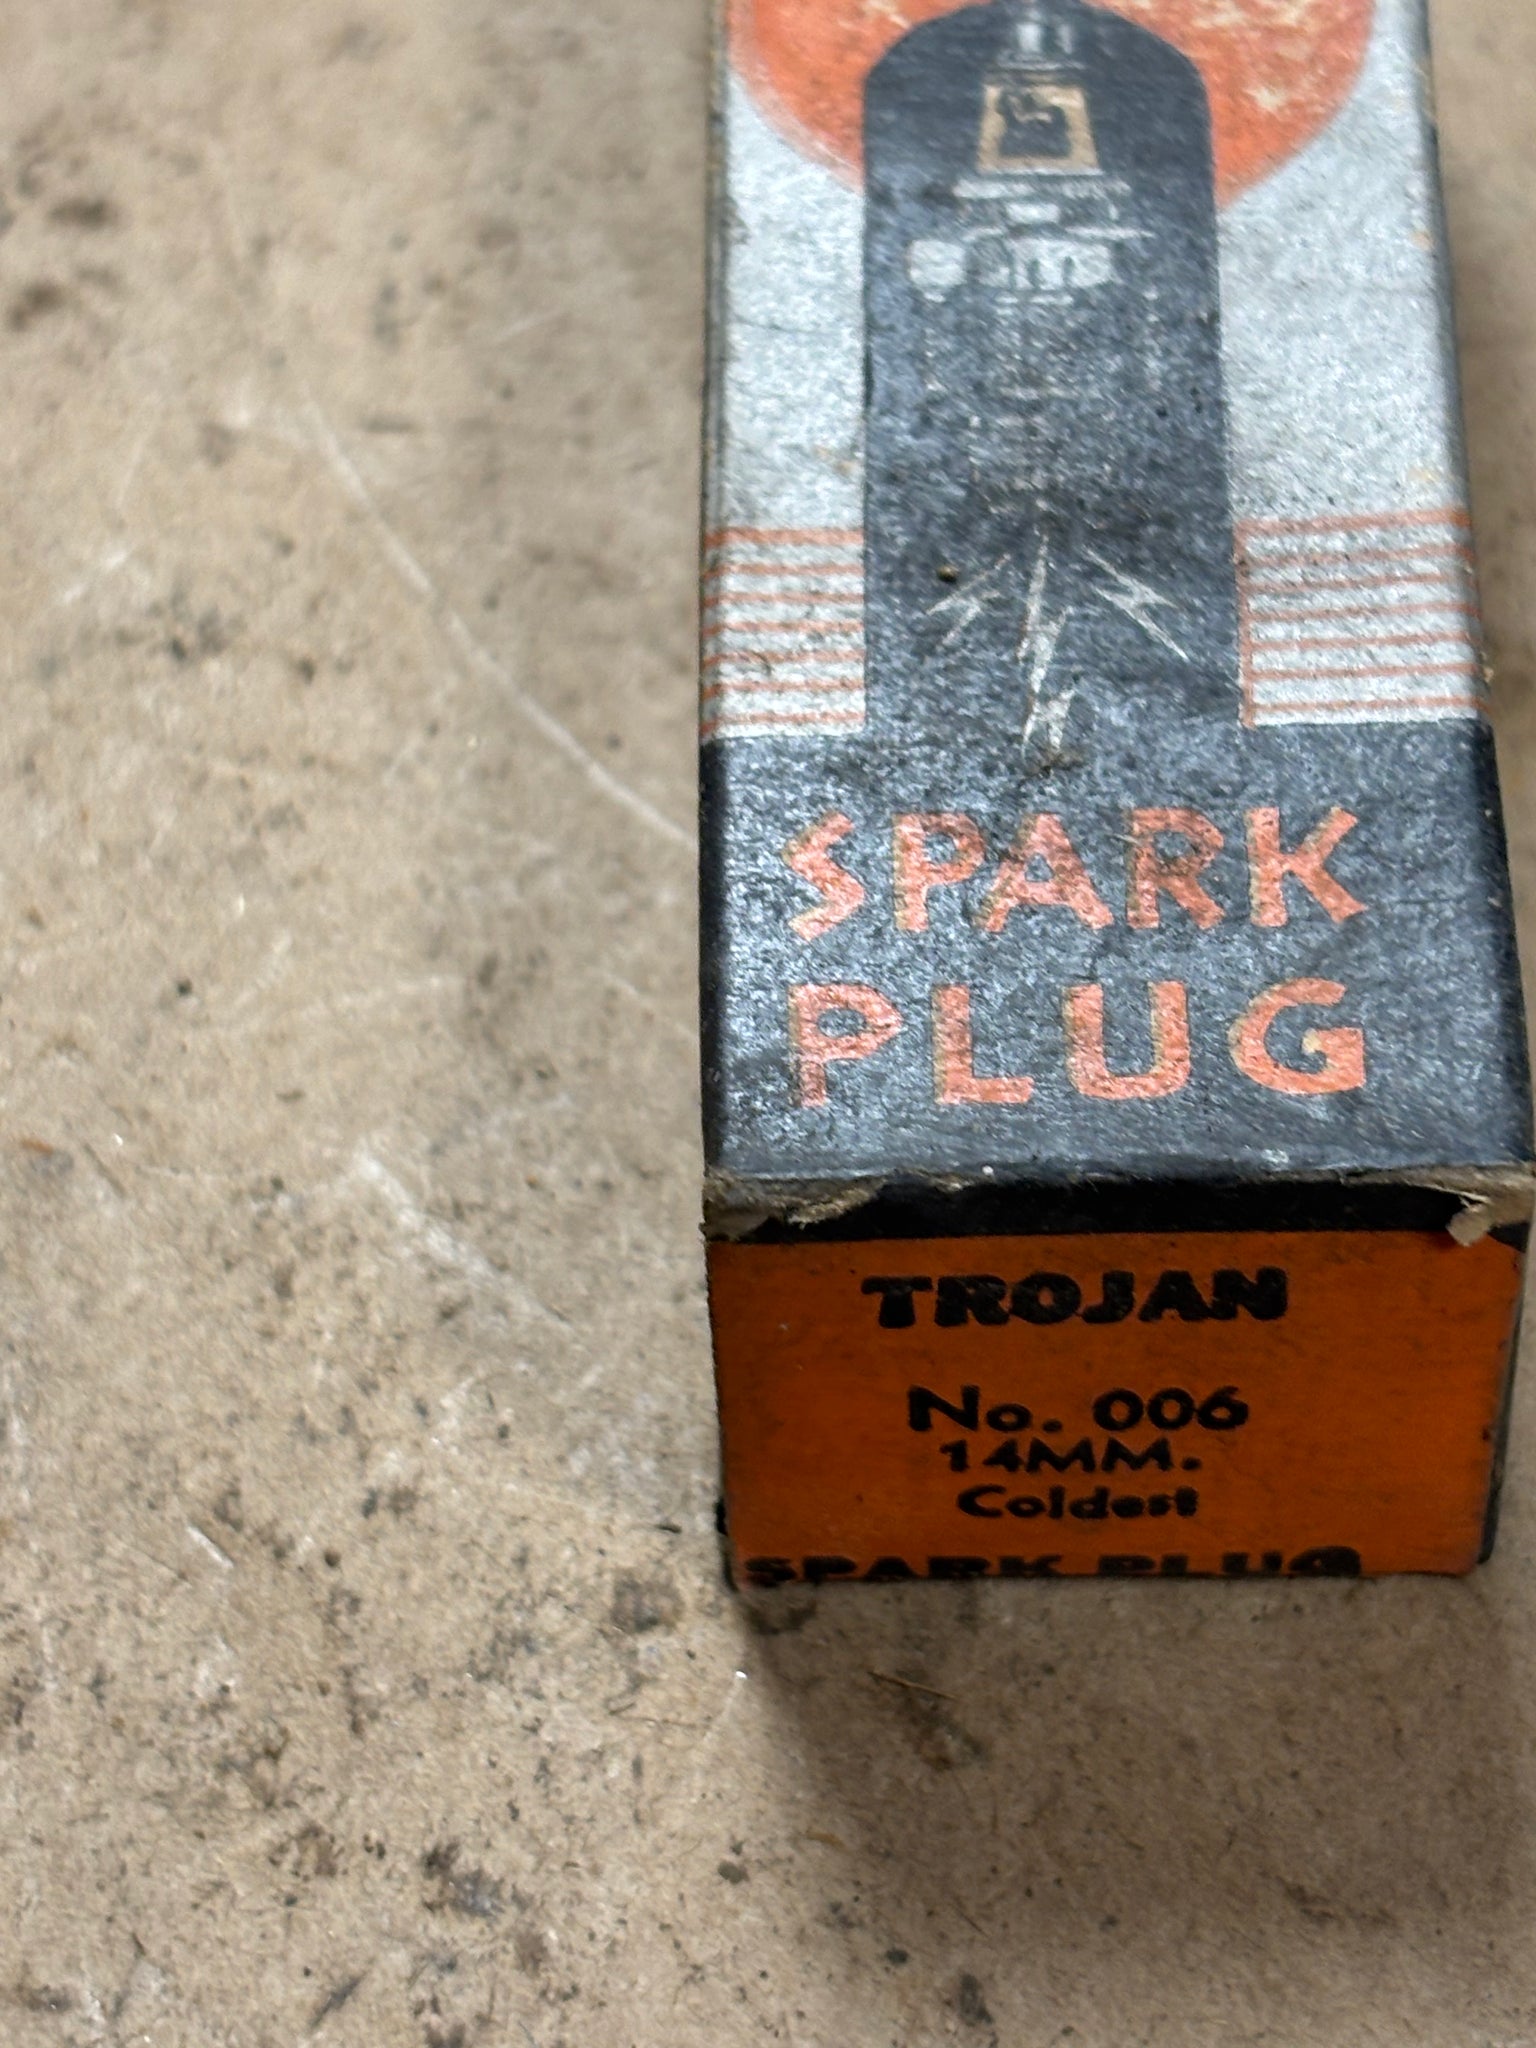 SPARK
PLUG
TROJAN
No. 006
14MM.
Coldest
SPARK PLUG